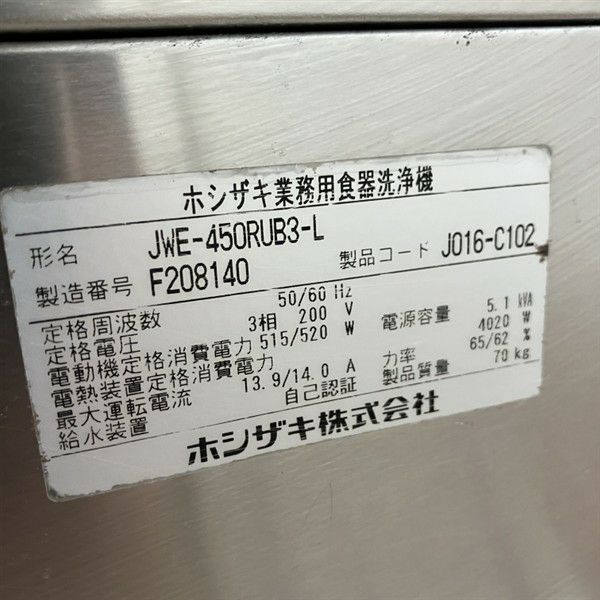 ホシザキ業務用食器洗浄機
形名 JWE-450RUB3-L
製造番号 F208140 製品コード J016-C102
定格周波数 50/60 Hz
定格電圧 3相 200 V 電源容量 5.1 kVA
電動機定格消費電力 515/520 W
電熱装置定格消費電力 4020 W
最大運転電流 13.9/14.0 A 力率 65/62 %
給水装置 自己認証 製品質量 70 kg
ホシザキ株式会社